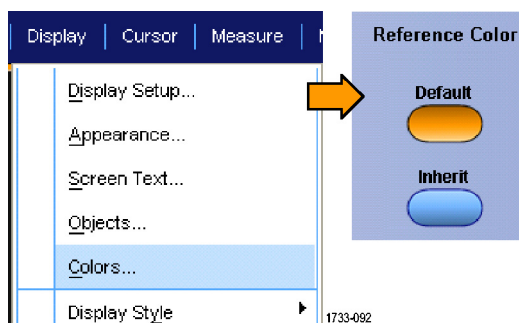 Display Cursor Measure
Display Setup...
Appearance...
Screen Text...
Objects...
Colors...
Display Style
Reference Color
Default
Inherit
1733-092